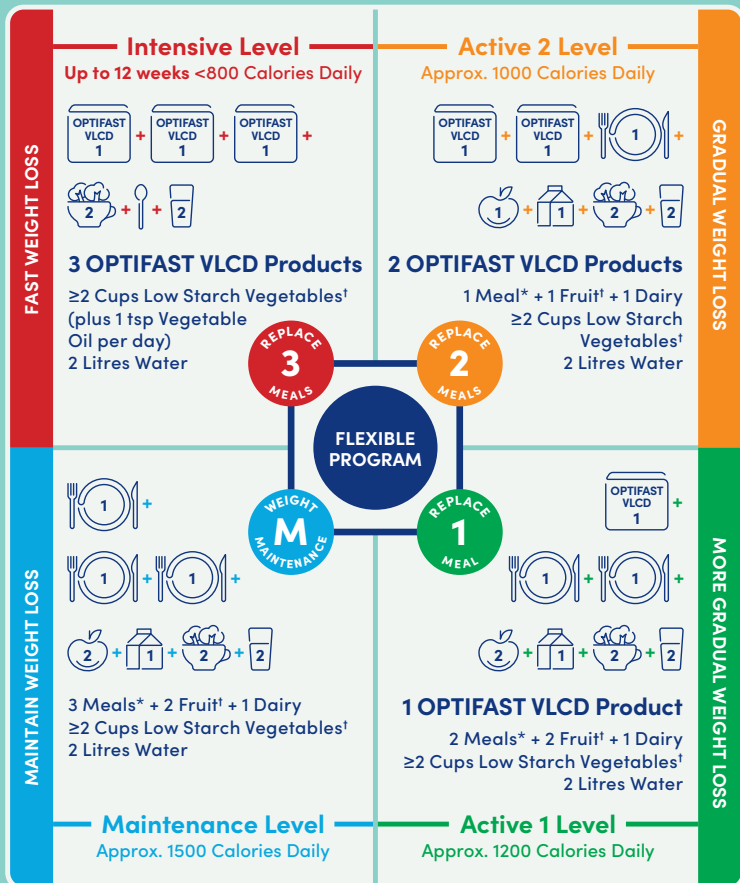 FAST WEIGHT LOSS
Intensive Level
Up to 12 weeks <800 Calories Daily
OPTIFAST
VLCD
1
+
OPTIFAST
VLCD
1
+
OPTIFAST
VLCD
1
+
2 + + 2
3 OPTIFAST VLCD Products
≥2 Cups Low Starch Vegetables†
(plus 1 tsp Vegetable
Oil per day)
2 Litres Water
REPLACE
3
MEALS
GRADUAL WEIGHT LOSS
Active 2 Level
Approx. 1000 Calories Daily
OPTIFAST
VLCD
1
+
OPTIFAST
VLCD
1
+
1 +
1 + 1 + 2 + 2
2 OPTIFAST VLCD Products
1 Meal* + 1 Fruit† + 1 Dairy
≥2 Cups Low Starch
Vegetables†
2 Litres Water
REPLACE
2
MEALS
FLEXIBLE
PROGRAM
MAINTAIN WEIGHT LOSS
WEIGHT
M
MAINTENANCE
1 +
1 + 1 +
2 + 1 + 2 + 2
3 Meals* + 2 Fruit† + 1 Dairy
≥2 Cups Low Starch Vegetables†
2 Litres Water
Maintenance Level
Approx. 1500 Calories Daily
MORE GRADUAL WEIGHT LOSS
REPLACE
1
MEAL
OPTIFAST
VLCD
1
+
1 + 1 +
2 + 1 + 2 + 2
1 OPTIFAST VLCD Product
2 Meals* + 2 Fruit† + 1 Dairy
≥2 Cups Low Starch Vegetables†
2 Litres Water
Active 1 Level
Approx. 1200 Calories Daily